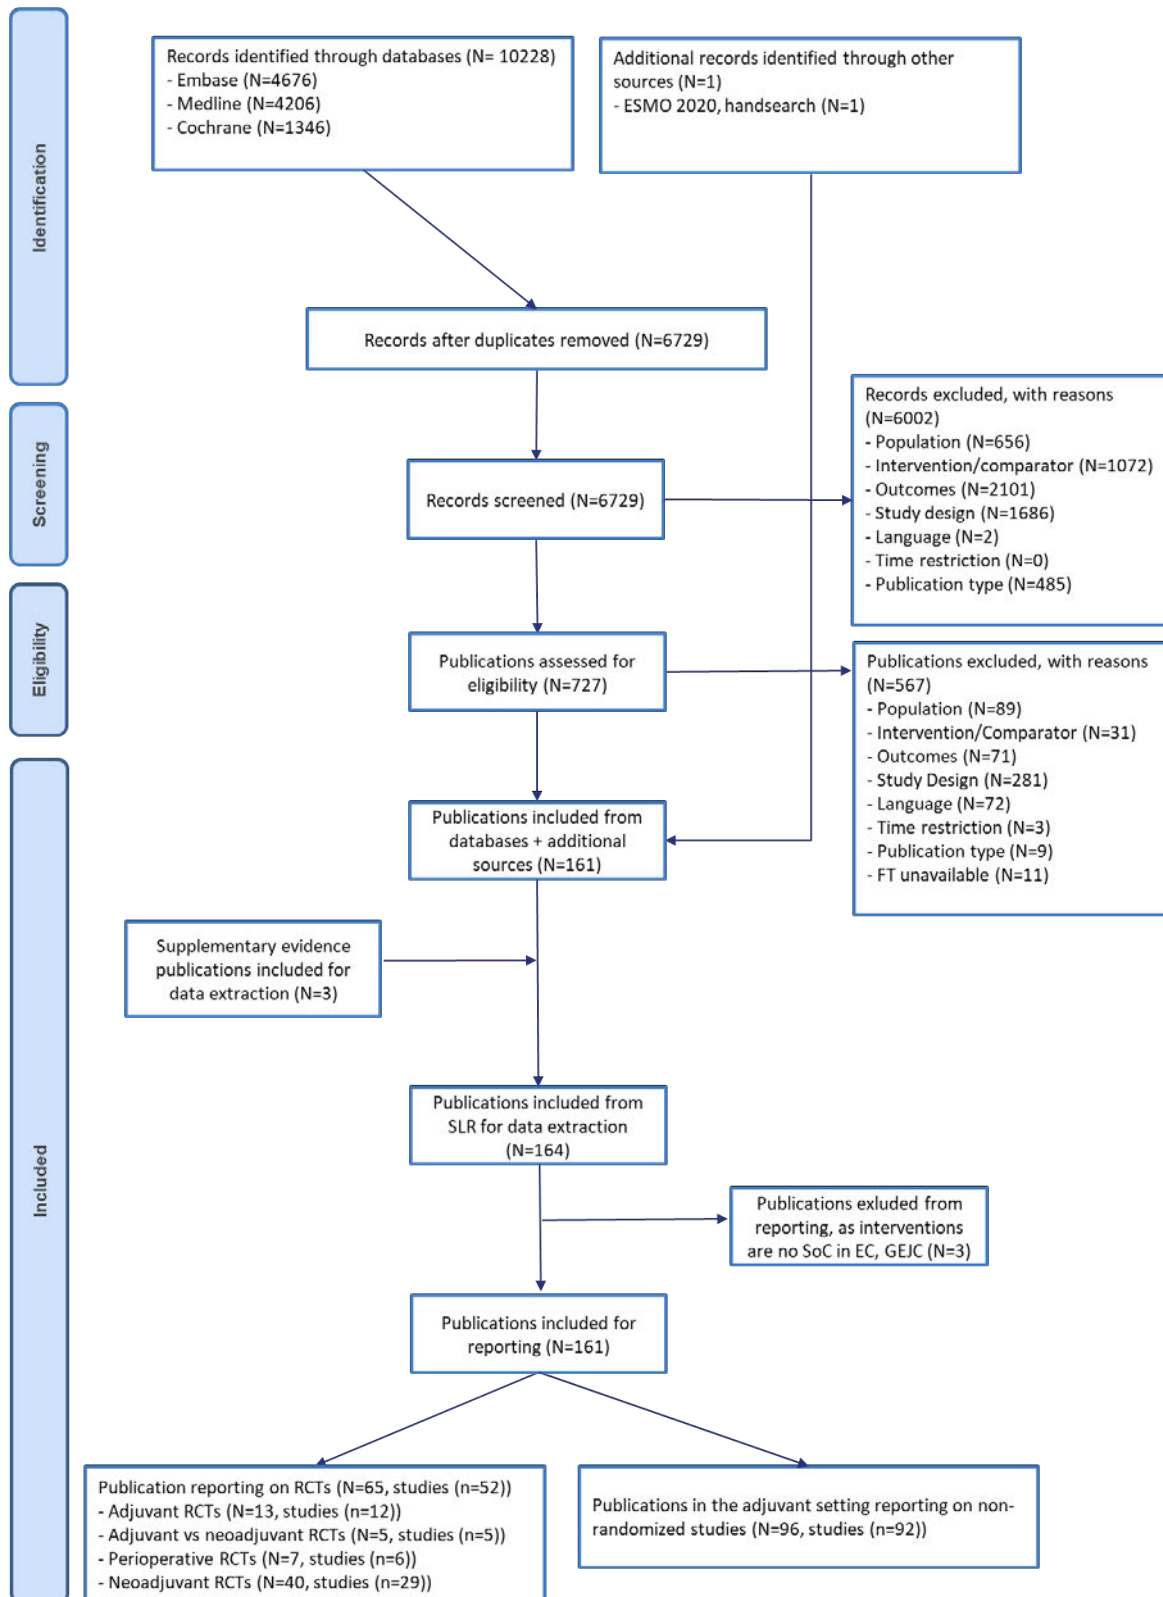 Identification
Records identified through databases (N= 10228)
- Embase (N=4676)
- Medline (N=4206)
- Cochrane (N=1346)
Additional records identified through other
sources (N=1)
- ESMO 2020, handsearch (N=1)
Records after duplicates removed (N=6729)
Screening
Records screened (N=6729)
Records excluded, with reasons
(N=6002)
- Population (N=656)
- Intervention/comparator (N=1072)
- Outcomes (N=2101)
- Study design (N=1686)
- Language (N=2)
- Time restriction (N=0)
- Publication type (N=485)
Eligibility
Publications assessed for
eligibility (N=727)
Publications excluded, with reasons
(N=567)
- Population (N=89)
- Intervention/Comparator (N=31)
- Outcomes (N=71)
- Study Design (N=281)
- Language (N=72)
- Time restriction (N=3)
- Publication type (N=9)
- FT unavailable (N=11)
Included
Publications included from
databases + additional
sources (N=161)
Supplementary evidence
publications included for
data extraction (N=3)
Publications included from
SLR for data extraction
(N=164)
Publications exluded from
reporting, as interventions
are no SoC in EC, GEJC (N=3)
Publications included for
reporting (N=161)
Publication reporting on RCTs (N=65, studies (n=52))
- Adjuvant RCTs (N=13, studies (n=12))
- Adjuvant vs neoadjuvant RCTs (N=5, studies (n=5))
- Perioperative RCTs (N=7, studies (n=6))
- Neoadjuvant RCTs (N=40, studies (n=29))
Publications in the adjuvant setting reporting on non-
randomized studies (N=96, studies (n=92))